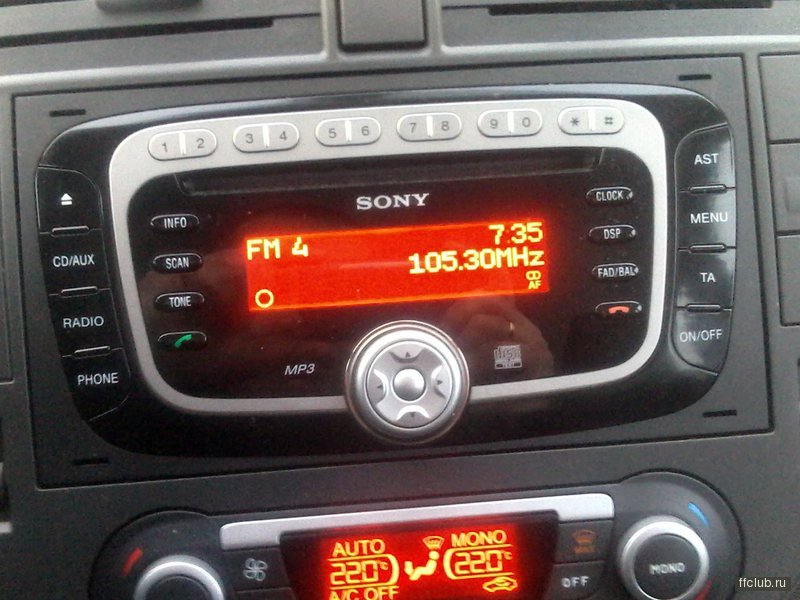 1 2 3 4 5 6 7 8 9 0 * #
SONY
AST
INFO
CLOCK
MENU
FM 4 7:35
DSP
CD/AUX
SCAN
105.30MHz
FAD/BAL
TA
CD
TONE
AF
RADIO
ON/OFF
PHONE
MP3
AUTO MONO
22.0°C 22.0°C
MONO
OFF
A/C OFF
ffclub.ru